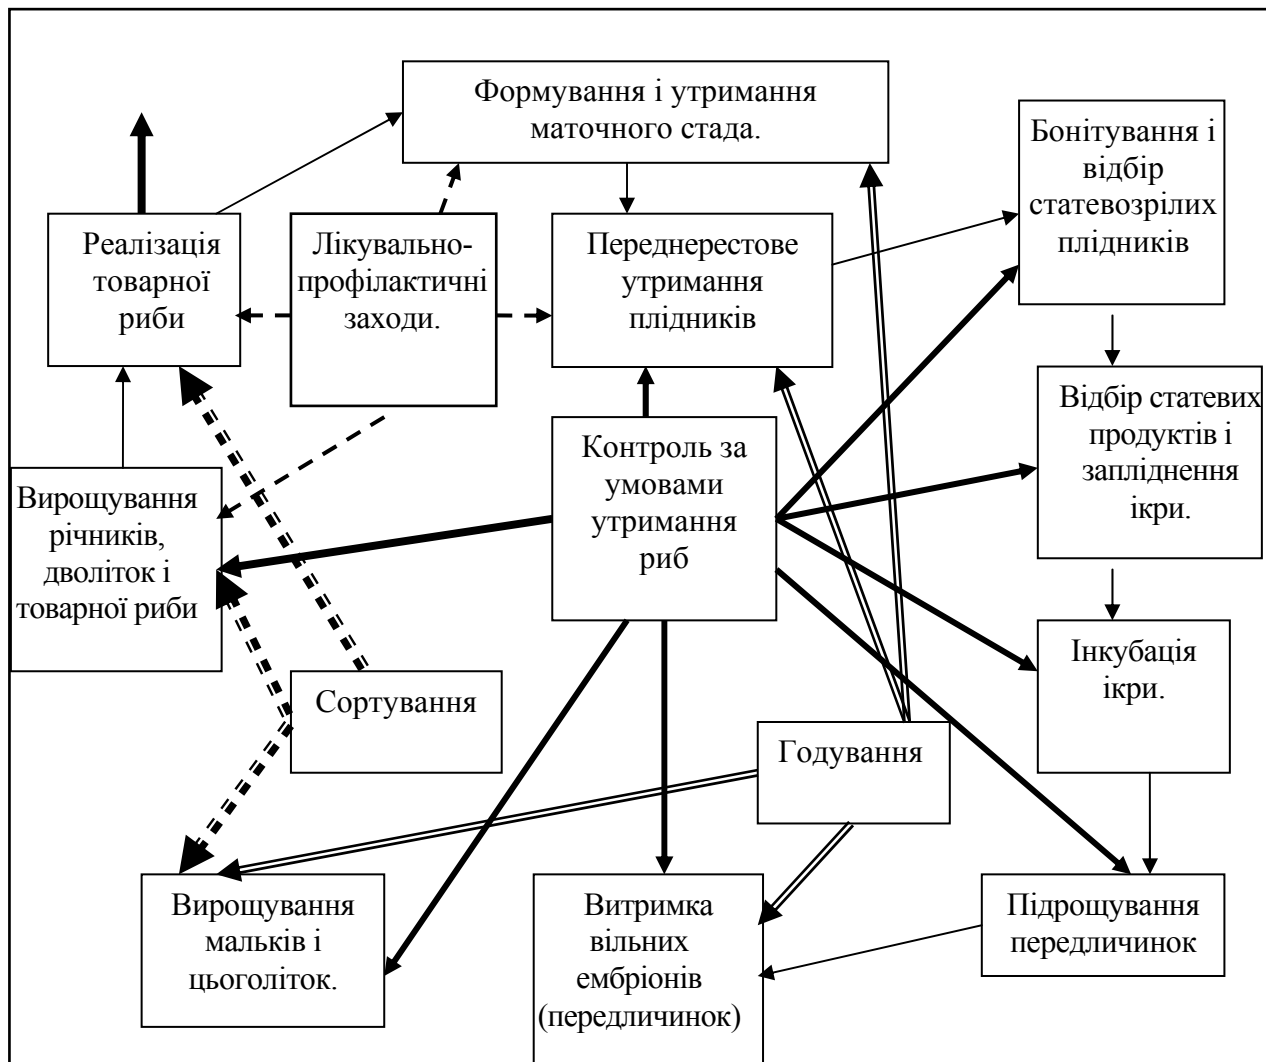 Формування і утримання
маточного стада.
Бонітування і
відбір
статевозрілих
плідників
Реалізація
товарної
риби
Лікувально-
профілактичні
заходи.
Переднерестове
утримання
плідників
Відбір статевих
продуктів і
запліднення
ікри.
Контроль за
умовами
утримання
риб
Вирощування
річників,
дволіток і
товарної риби
Інкубація
ікри.
Сортування
Годування
Вирощування
мальків і
цьоголіток.
Витримка
вільних
ембріонів
(передличинок)
Підрощування
передличинок